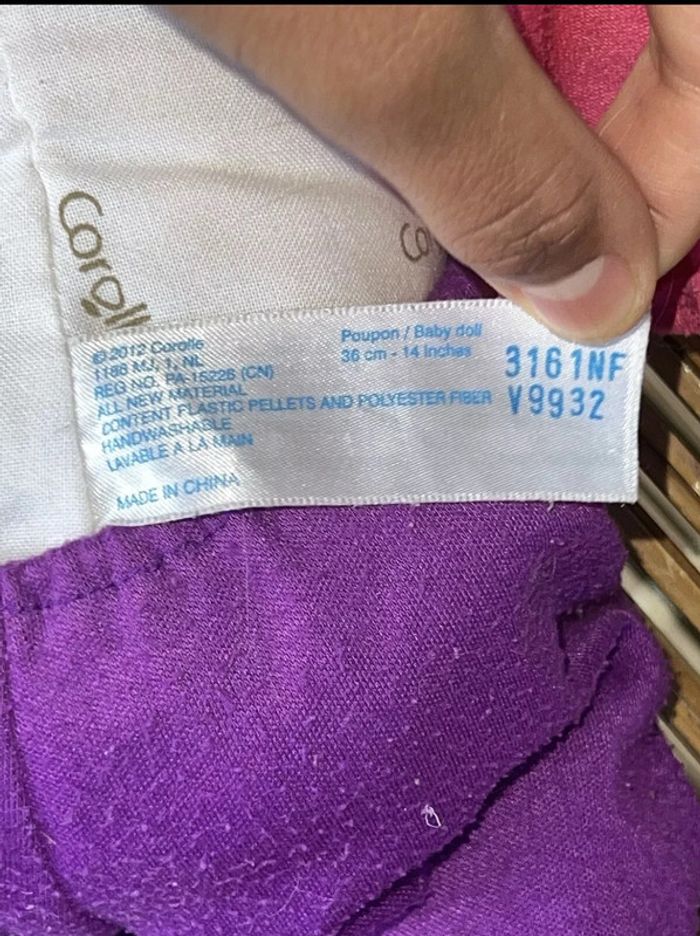 Coroll
© 2012 Corolle
1186 MJ, 1, NL
REG NO. PA-15226 (CN)
ALL NEW MATERIAL
CONTENT PLASTIC PELLETS AND POLYESTER FIBER
HANDWASHABLE
LAVABLE A LA MAIN
MADE IN CHINA
Poupon / Baby doll
36 cm - 14 Inches
3161NF
V9932